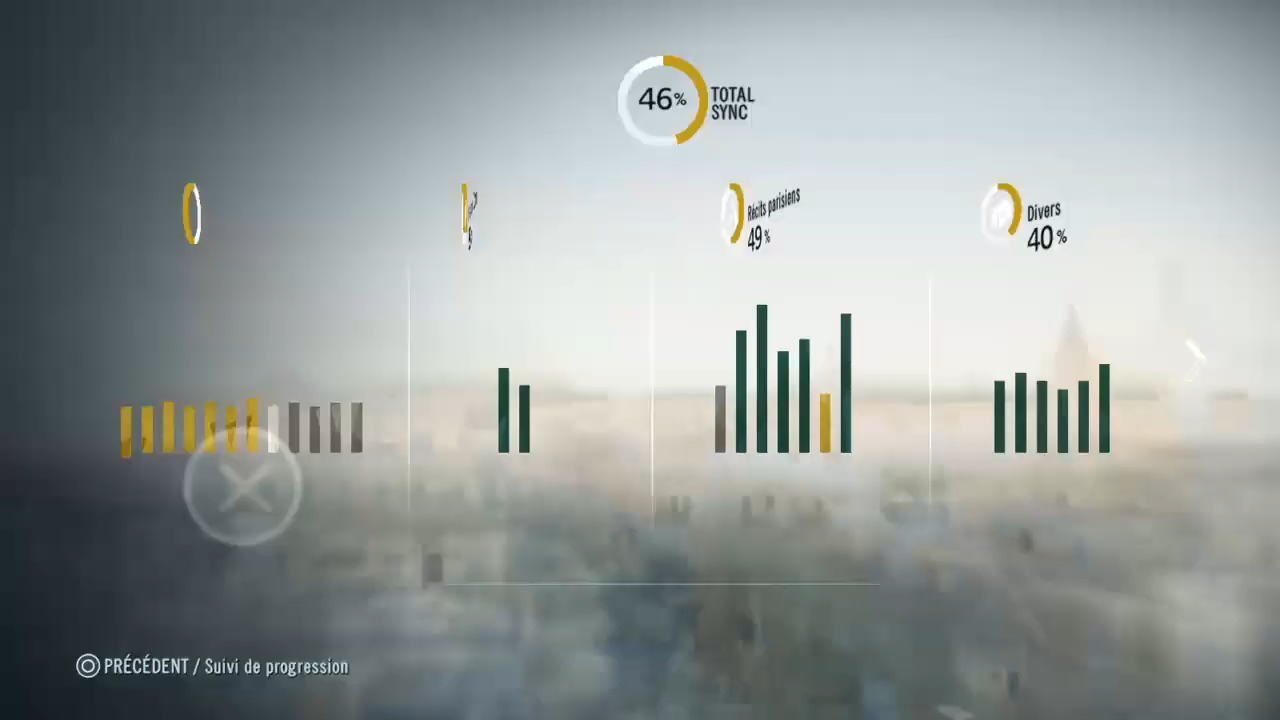 46%
TOTAL
SYNC
Récits parisiens
49%
Divers
40%
PRÉCÉDENT / Suivi de progression